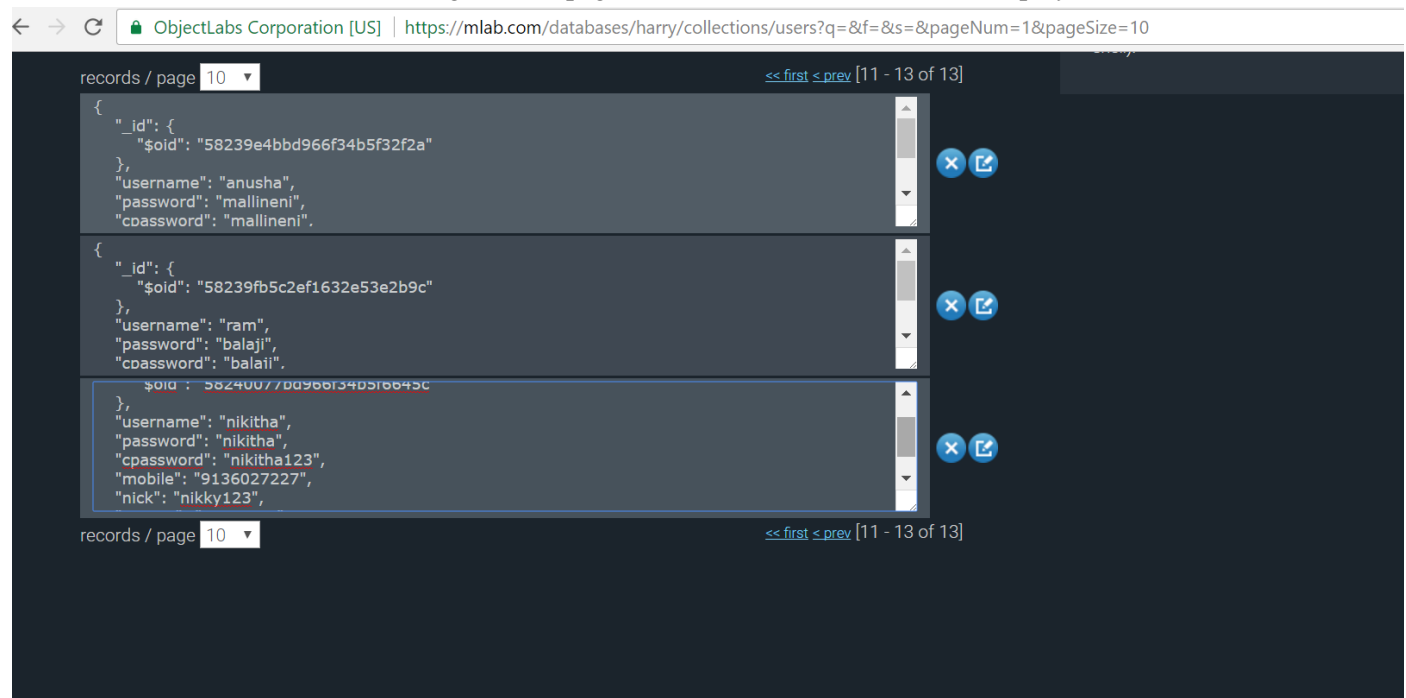 ObjectLabs Corporation [US] | https://mlab.com/databases/harry/collections/users?q=&f=&s=&pageNum=1&pageSize=10
records / page 10
<< first < prev [11 - 13 of 13]
{
"_id": {
"$oid": "58239e4bbd966f34b5f32f2a"
},
"username": "anusha",
"password": "mallineni",
"cpassword": "mallineni",
{
"_id": {
"$oid": "58239fb5c2ef1632e53e2b9c"
},
"username": "ram",
"password": "balaji",
"cpassword": "balaji",
"$oid": "58240077bd966f34b5f6645c"
},
"username": "nikitha",
"password": "nikitha",
"cpassword": "nikitha123",
"mobile": "9136027227",
"nick": "nikky123",
records / page 10
<< first < prev [11 - 13 of 13]